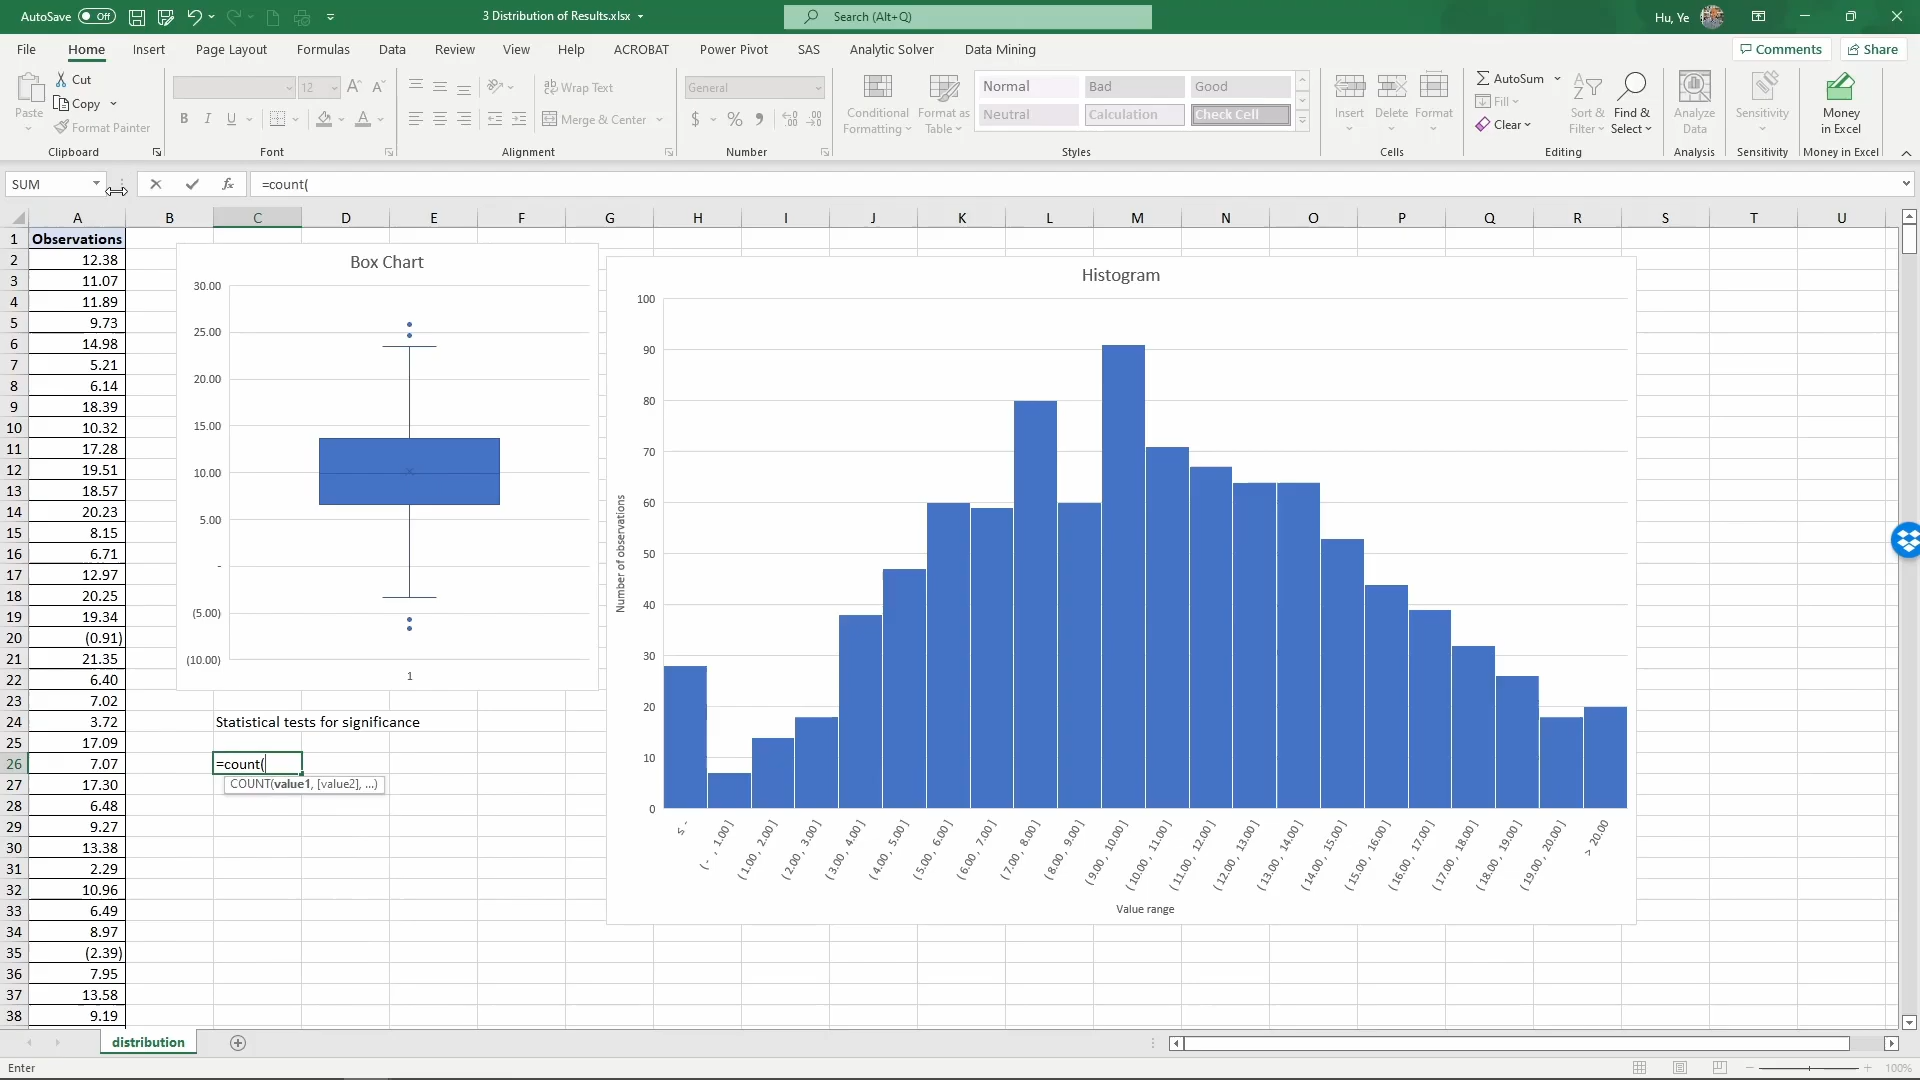 AutoSave Off
3 Distribution of Results.xlsx
Search (Alt+Q)
Hu, Ye
File Home Insert Page Layout Formulas Data Review View Help ACROBAT Power Pivot SAS Analytic Solver Data Mining
Comments Share
Paste
Cut
Copy
Format Painter
Clipboard
12
B I U
Font
Wrap Text
Merge & Center
Alignment
General
$ %
Number
Conditional Formatting
Format as Table
Normal Bad Good
Neutral Calculation Check Cell
Styles
Insert Delete Format
Cells
AutoSum
Fill
Clear
Sort & Filter
Find & Select
Editing
Analyze Data
Analysis
Sensitivity
Sensitivity
Money in Excel
Money in Excel
SUM
fx
=count(
A B C D E F G H I J K L M N O P Q R S T U
1 Observations
2 12.38
3 11.07
4 11.89
5 9.73
6 14.98
7 5.21
8 6.14
9 18.39
10 10.32
11 17.28
12 19.51
13 18.57
14 20.23
15 8.15
16 6.71
17 12.97
18 20.25
19 19.34
20 (0.91)
21 21.35
22 6.40
23 7.02
24 3.72 Statistical tests for significance
25 17.09
26 7.07 =count(
27 17.30
28 6.48
29 9.27
30 13.38
31 2.29
32 10.96
33 6.49
34 8.97
35 (2.39)
36 7.95
37 13.58
38 9.19
COUNT(value1, [value2], ...)
Box Chart
30.00
25.00
20.00
15.00
10.00
5.00
-
(5.00)
(10.00)
1
Histogram
Number of observations
100
90
80
70
60
50
40
30
20
10
0
≤ -
( - , 1.00 ]
( 1.00 , 2.00 ]
( 2.00 , 3.00 ]
( 3.00 , 4.00 ]
( 4.00 , 5.00 ]
( 5.00 , 6.00 ]
( 6.00 , 7.00 ]
( 7.00 , 8.00 ]
( 8.00 , 9.00 ]
( 9.00 , 10.00 ]
( 10.00 , 11.00 ]
( 11.00 , 12.00 ]
( 12.00 , 13.00 ]
( 13.00 , 14.00 ]
( 14.00 , 15.00 ]
( 15.00 , 16.00 ]
( 16.00 , 17.00 ]
( 17.00 , 18.00 ]
( 18.00 , 19.00 ]
( 19.00 , 20.00 ]
> 20.00
Value range
distribution
Enter
100%